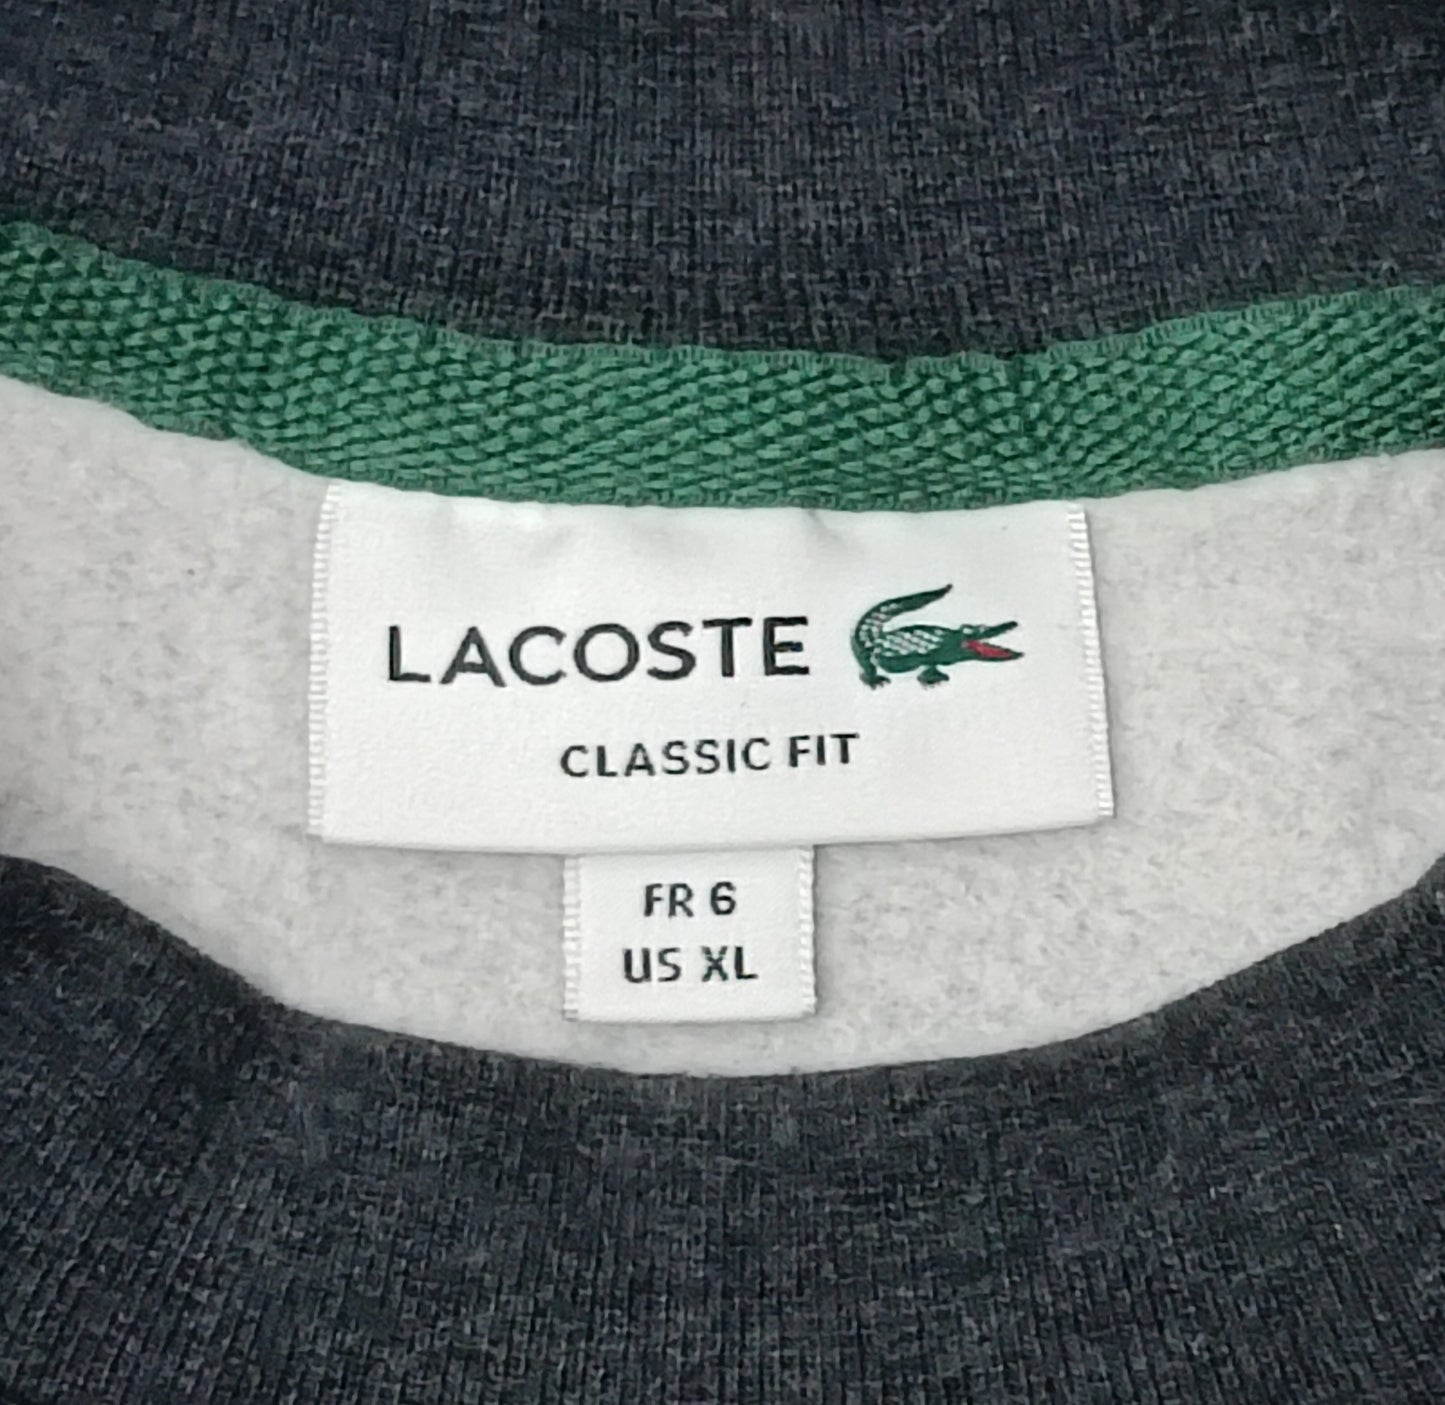 LACOSTE
CLASSIC FIT
FR 6
US XL